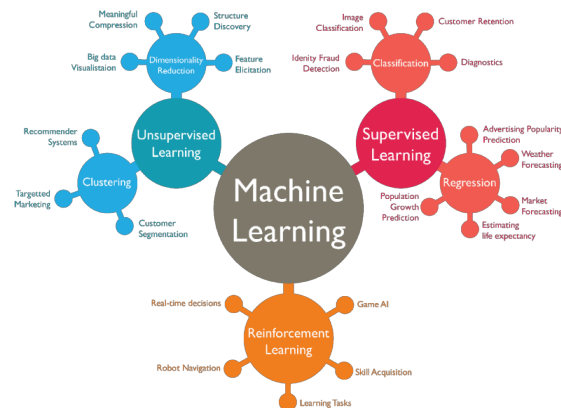 Meaningful
Compression
Structure
Discovery
Big data
Visualistaion
Dimensionality
Reduction
Feature
Elicitation
Unsupervised
Learning
Recommender
Systems
Clustering
Targetted
Marketing
Customer
Segmentation
Machine
Learning
Image
Classification
Customer Retention
Idenity Fraud
Detection
Classification
Diagnostics
Supervised
Learning
Advertising Popularity
Prediction
Weather
Forecasting
Regression
Population
Growth
Prediction
Market
Forecasting
Estimating
life expectancy
Real-time decisions
Game AI
Reinforcement
Learning
Robot Navigation
Skill Acquisition
Learning Tasks